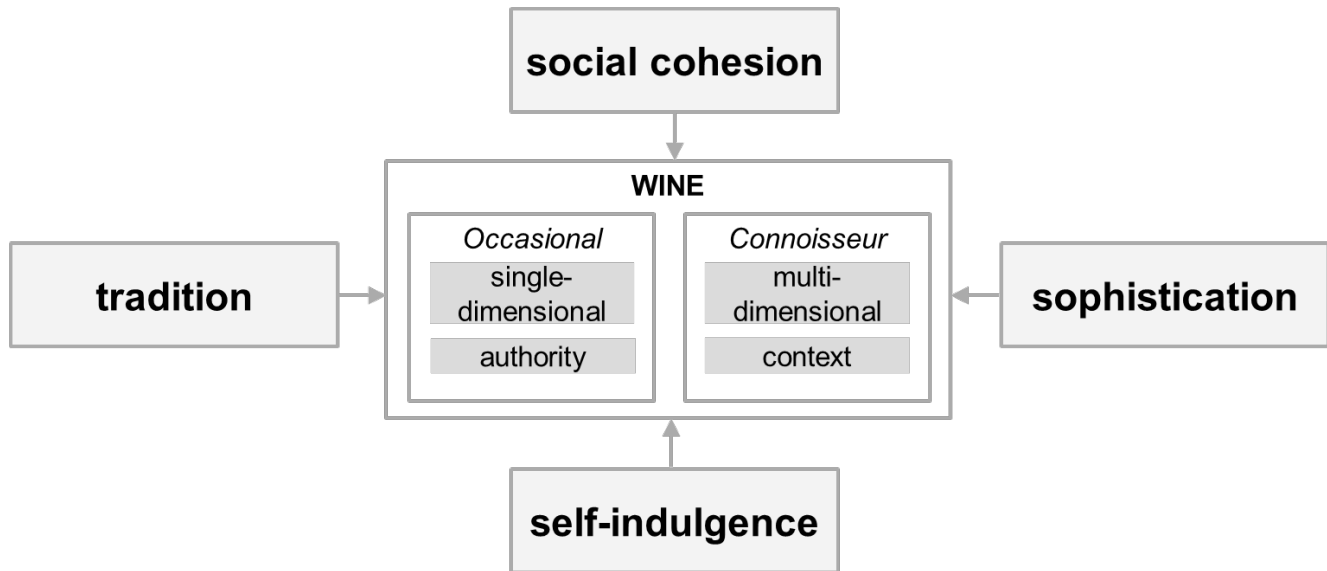 social cohesion
WINE
Occasional
single-
dimensional
authority
Connoisseur
multi-
dimensional
context
tradition
sophistication
self-indulgence